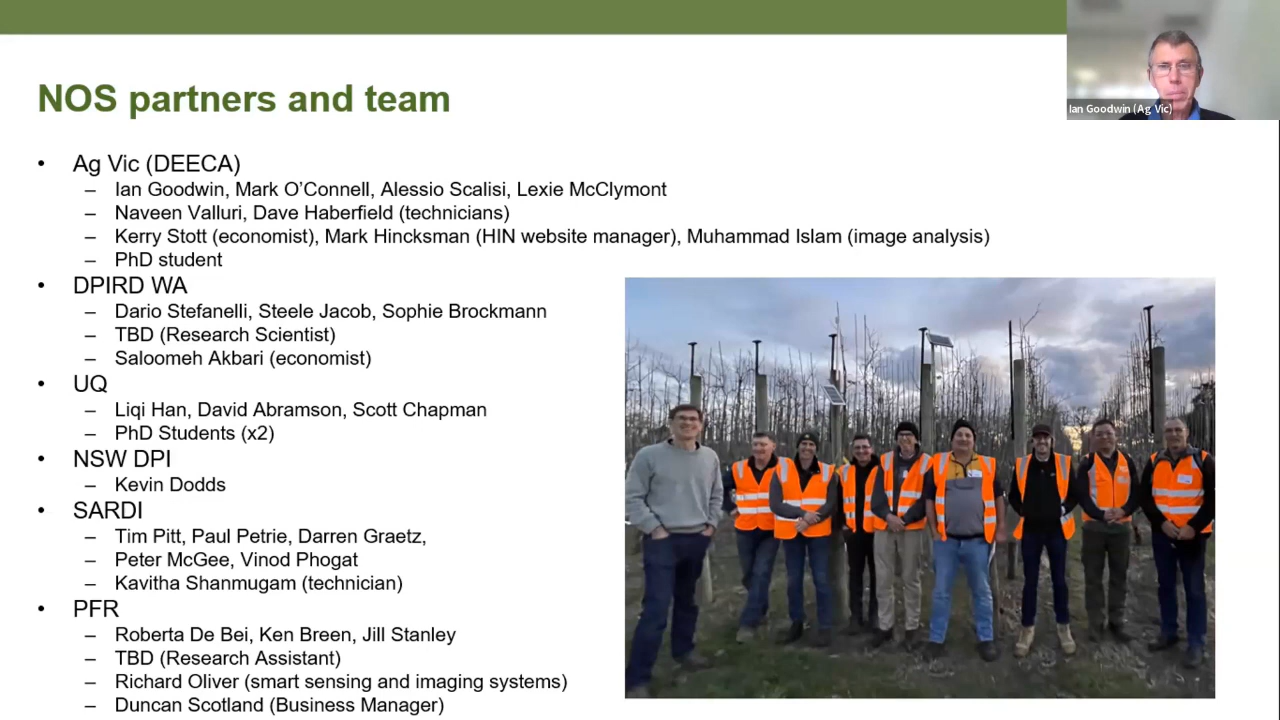 Ian Goodwin (Ag Vic)
NOS partners and team
• Ag Vic (DEECA)
– Ian Goodwin, Mark O’Connell, Alessio Scalisi, Lexie McClymont
– Naveen Valluri, Dave Haberfield (technicians)
– Kerry Stott (economist), Mark Hincksman (HIN website manager), Muhammad Islam (image analysis)
– PhD student
• DPIRD WA
– Dario Stefanelli, Steele Jacob, Sophie Brockmann
– TBD (Research Scientist)
– Saloomeh Akbari (economist)
• UQ
– Liqi Han, David Abramson, Scott Chapman
– PhD Students (x2)
• NSW DPI
– Kevin Dodds
• SARDI
– Tim Pitt, Paul Petrie, Darren Graetz,
– Peter McGee, Vinod Phogat
– Kavitha Shanmugam (technician)
• PFR
– Roberta De Bei, Ken Breen, Jill Stanley
– TBD (Research Assistant)
– Richard Oliver (smart sensing and imaging systems)
– Duncan Scotland (Business Manager)